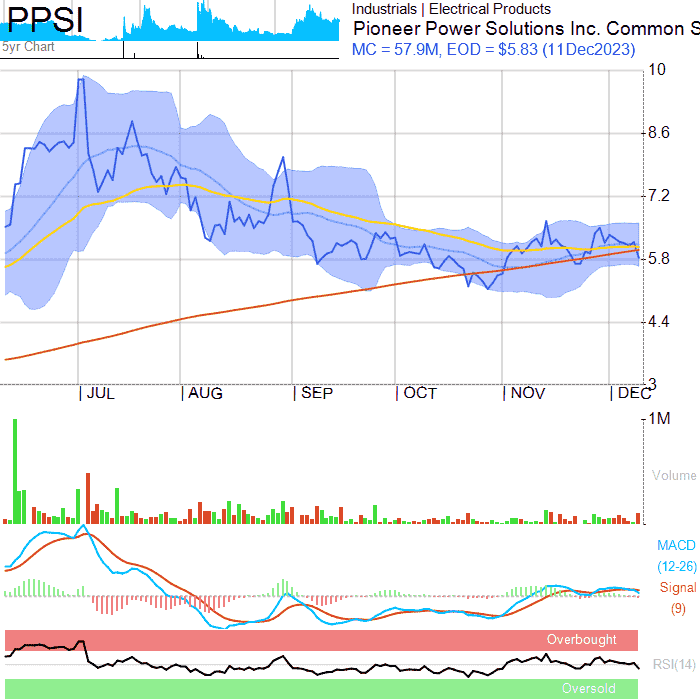 PPSI
5yr Chart
Industrials | Electrical Products
Pioneer Power Solutions Inc. Common S
MC = 57.9M, EOD = $5.83 (11Dec2023)
10
8.6
7.2
5.8
4.4
3
JUL AUG SEP OCT NOV DEC
1M
Volume
MACD
(12-26)
Signal
(9)
Overbought
RSI(14)
Oversold